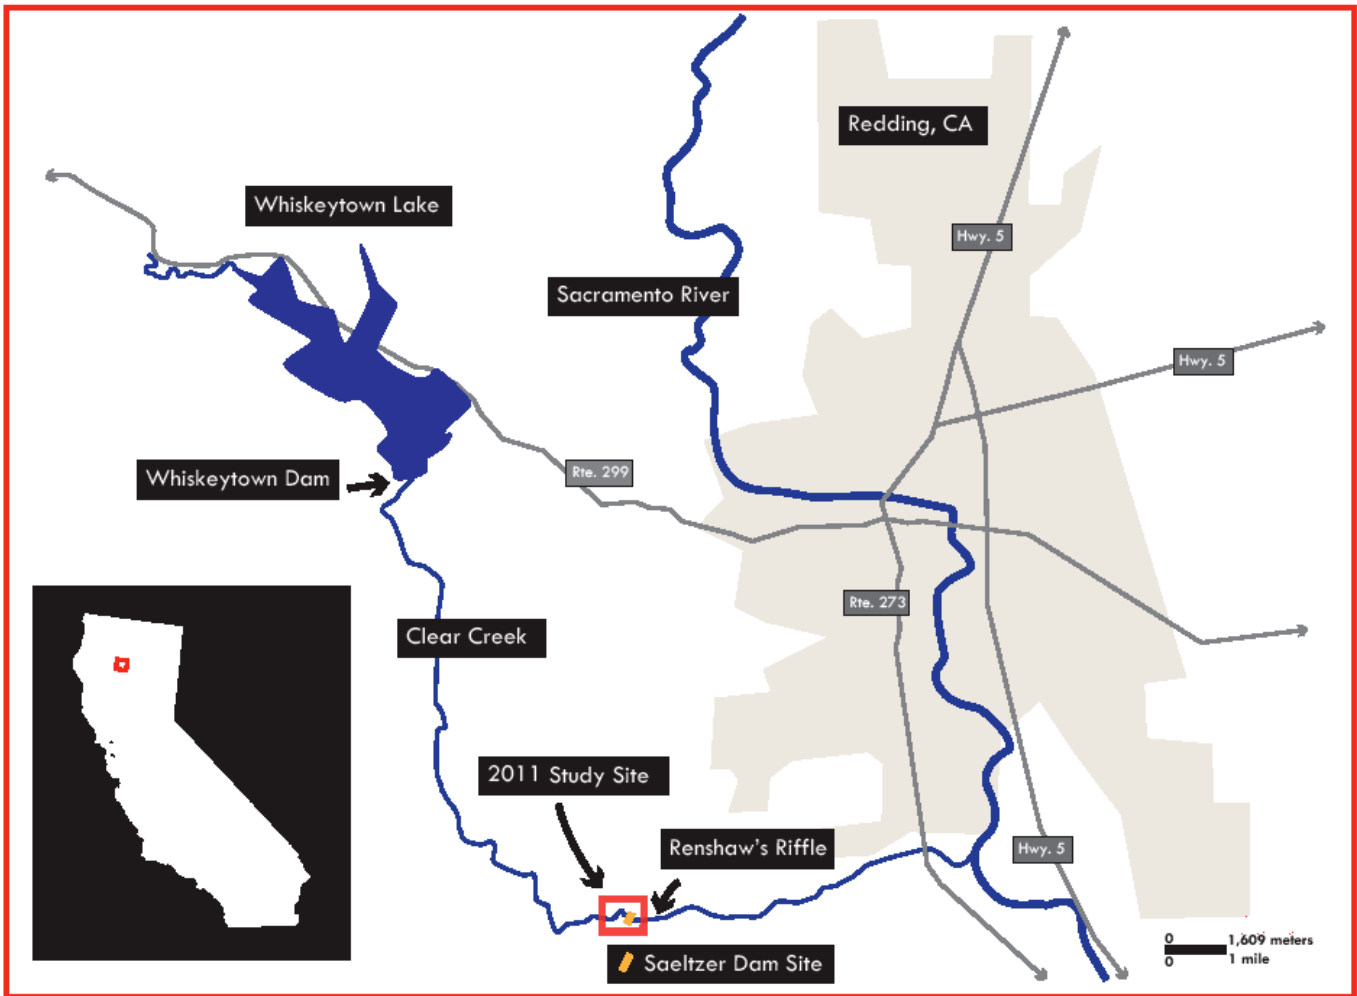 Redding, CA
Whiskeytown Lake
Hwy. 5
Sacramento River
Hwy. 5
Rte. 299
Whiskeytown Dam
Rte. 273
Clear Creek
2011 Study Site
Renshaw's Riffle
Hwy. 5
0 1,609 meters
0 1 mile
Saeltzer Dam Site